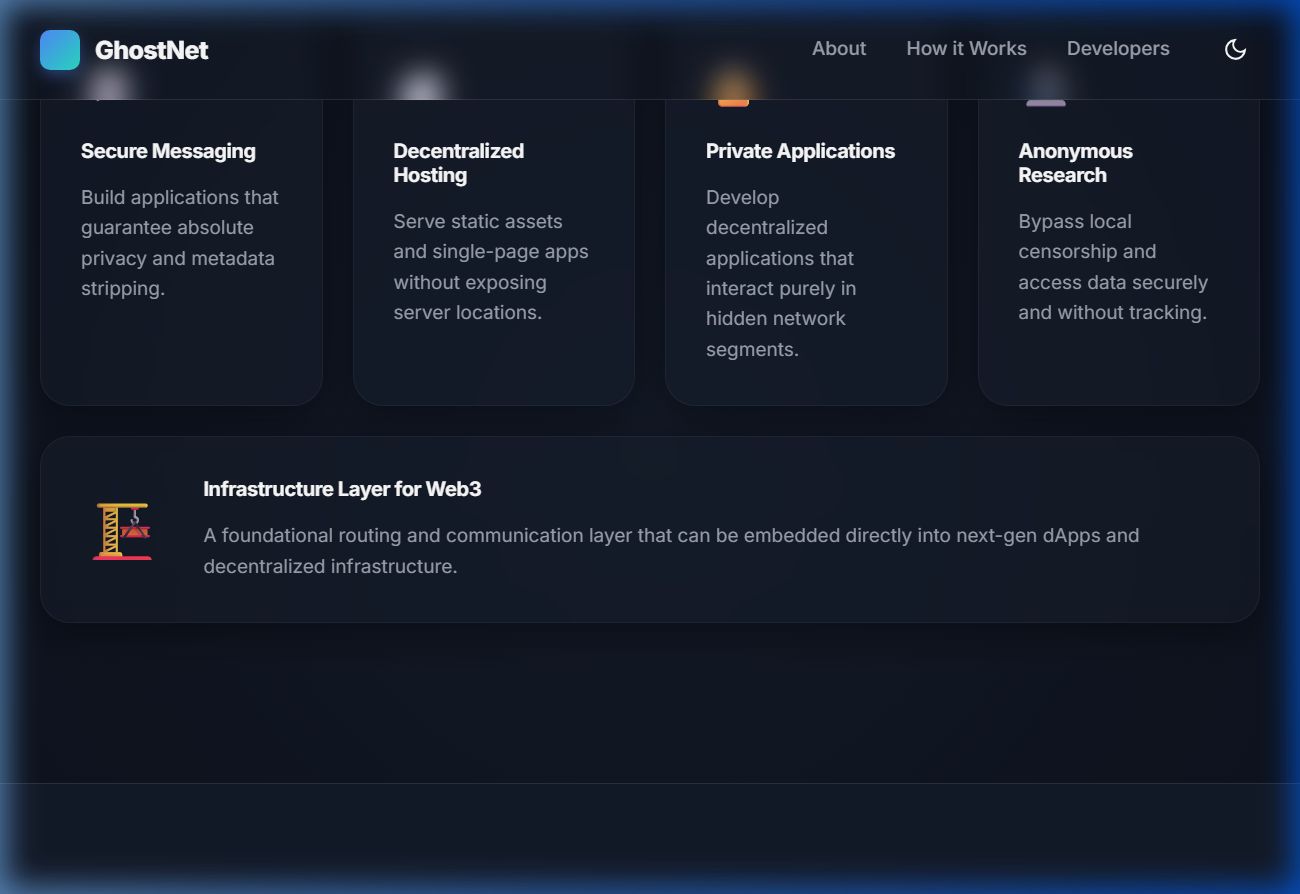 GhostNet
About
How it Works
Developers
Secure Messaging
Build applications that
guarantee absolute
privacy and metadata
stripping.
Decentralized
Hosting
Serve static assets
and single-page apps
without exposing
server locations.
Private Applications
Develop
decentralized
applications that
interact purely in
hidden network
segments.
Anonymous
Research
Bypass local
censorship and
access data securely
and without tracking.
Infrastructure Layer for Web3
A foundational routing and communication layer that can be embedded directly into next-gen dApps and
decentralized infrastructure.